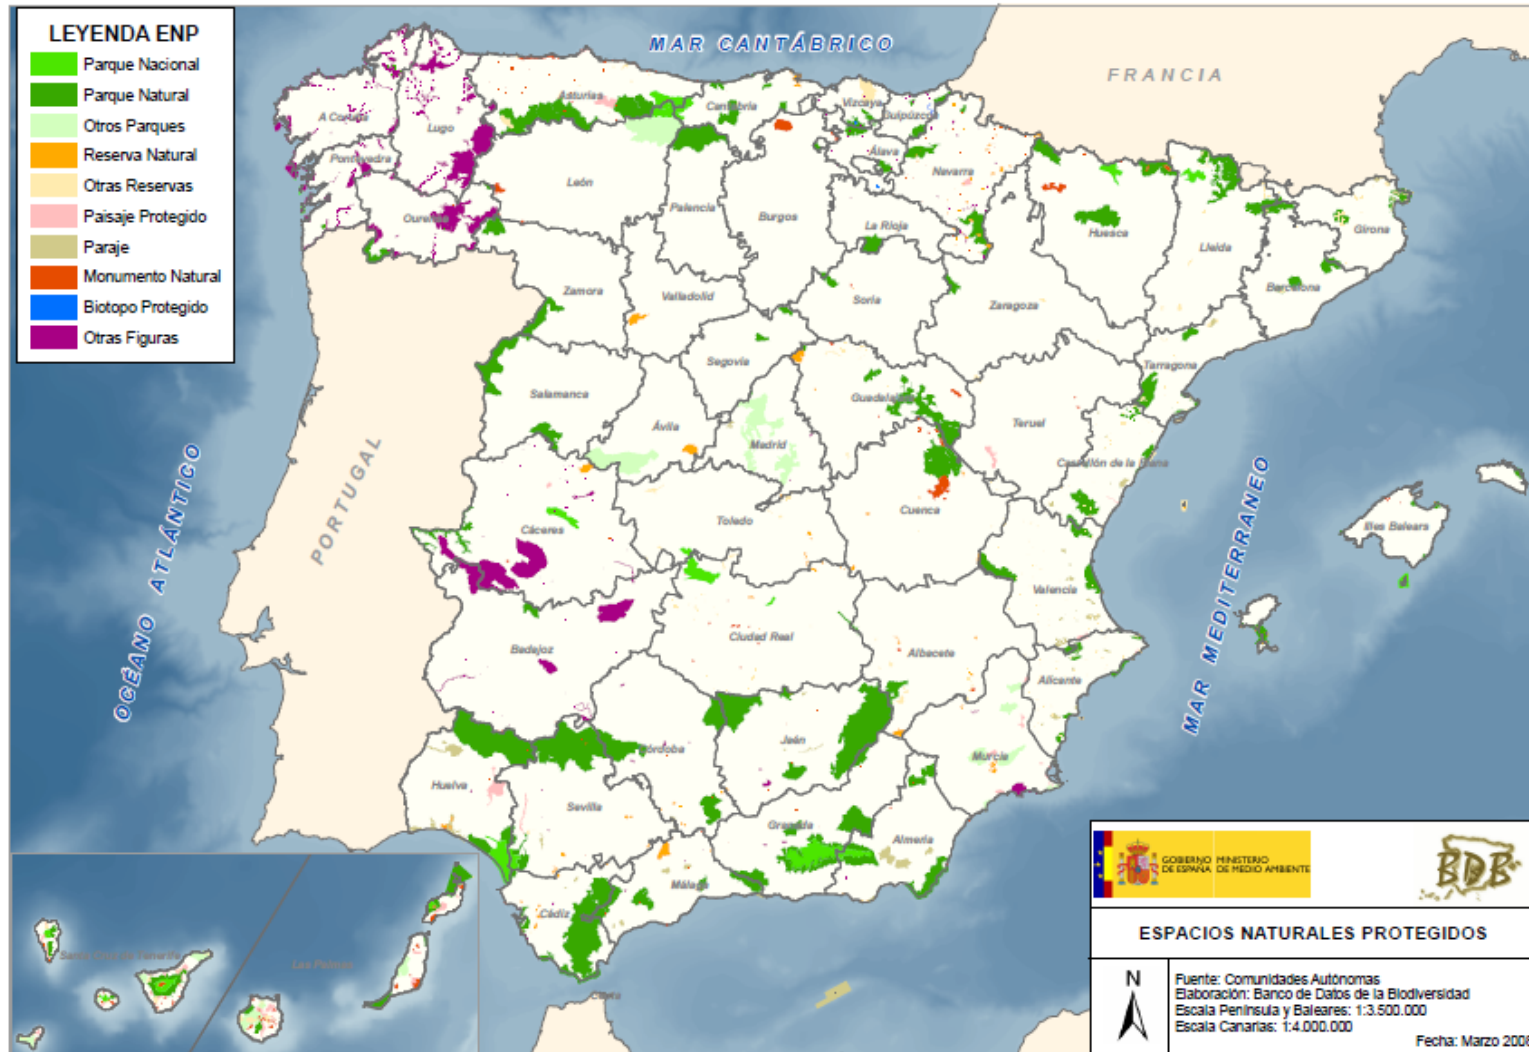 LEYENDA ENP
Parque Nacional
Parque Natural
Otros Parques
Reserva Natural
Otras Reservas
Paisaje Protegido
Paraje
Monumento Natural
Biotopo Protegido
Otras Figuras
MAR CANTÁBRICO
FRANCIA
OCÉANO ATLÁNTICO
PORTUGAL
MAR MEDITERRANEO
A Coruña
Lugo
Pontevedra
Ourense
Asturias
Cantabria
Vizcaya
Guipúzcoa
Álava
Navarra
León
Palencia
Burgos
La Rioja
Huesca
Lleida
Girona
Barcelona
Zamora
Valladolid
Soria
Zaragoza
Segovia
Tarragona
Salamanca
Ávila
Madrid
Guadalajara
Teruel
Castellón de la Plana
Cáceres
Toledo
Cuenca
Illes Balears
Valencia
Badajoz
Ciudad Real
Albacete
Alicante
Córdoba
Jaén
Murcia
Huelva
Sevilla
Granada
Almería
Málaga
Cádiz
Ceuta
Santa Cruz de Tenerife
Las Palmas
GOBIERNO DE ESPAÑA
MINISTERIO DE MEDIO AMBIENTE
BDB
ESPACIOS NATURALES PROTEGIDOS
N
Fuente: Comunidades Autónomas
Elaboración: Banco de Datos de la Biodiversidad
Escala Península y Baleares: 1:3.500.000
Escala Canarias: 1:4.000.000
Fecha: Marzo 2008